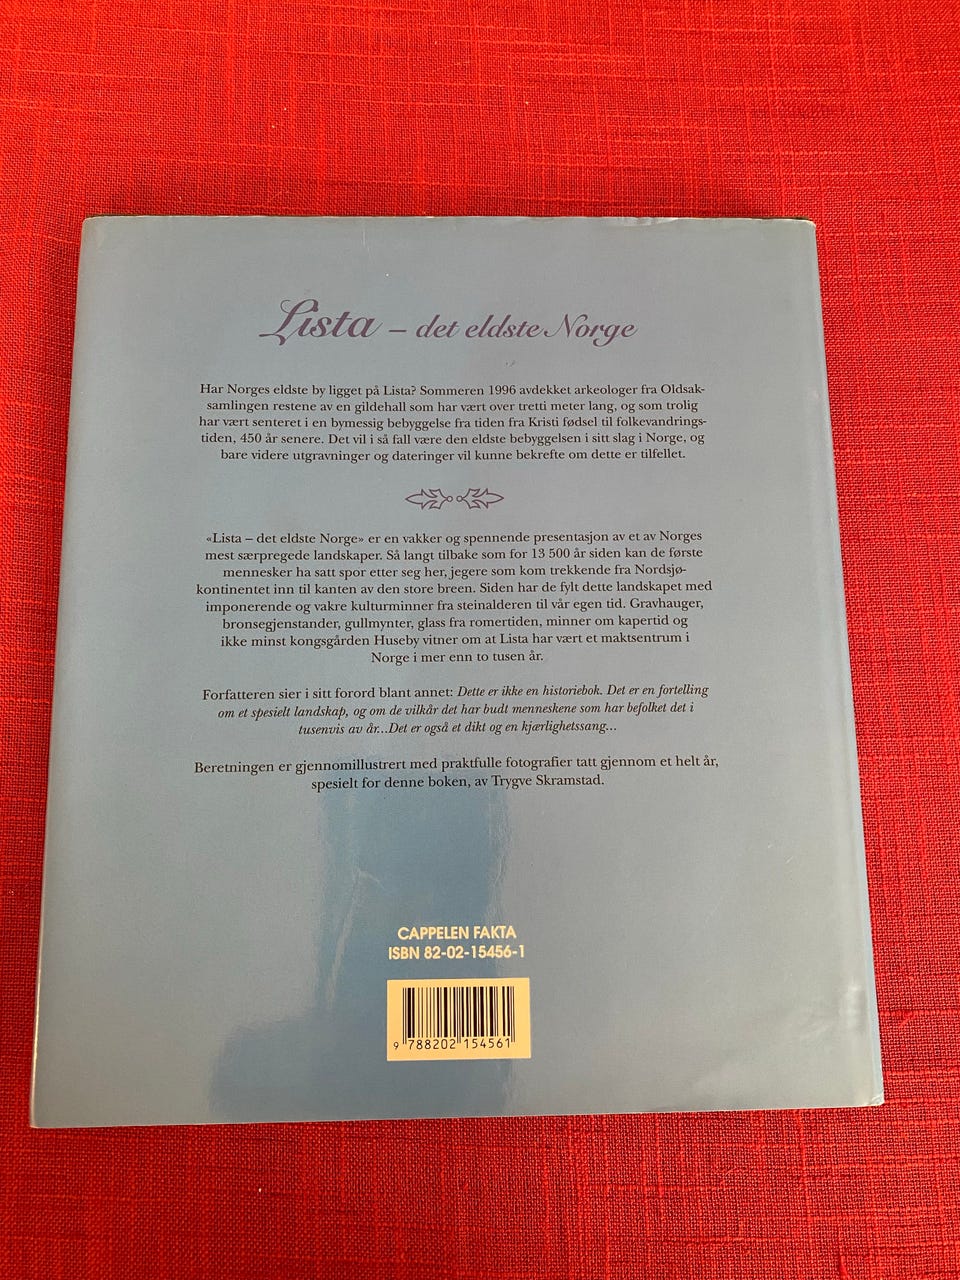 Lista – det eldste Norge
Har Norges eldste by ligget på Lista? Sommeren 1996 avdekket arkeologer fra Oldsak-
samlingen restene av en gildehall som har vært over tretti meter lang, og som trolig
har vært senteret i en bymessig bebyggelse fra tiden fra Kristi fødsel til folkevandrings-
tiden, 450 år senere. Det vil i så fall være den eldste bebyggelsen i sitt slag i Norge, og
bare videre utgravninger og dateringer vil kunne bekrefte om dette er tilfellet.
«Lista – det eldste Norge» er en vakker og spennende presentasjon av et av Norges
mest særpregede landskaper. Så langt tilbake som for 13 500 år siden kan de første
mennesker ha satt spor etter seg her, jegere som kom trekkende fra Nordsjø-
kontinentet inn til kanten av den store breen. Siden har de fylt dette landskapet med
imponerende og vakre kulturminner fra steinalderen til vår egen tid. Gravhauger,
bronsegjenstander, gullmynter, glass fra romertiden, minner om kapertid og
ikke minst kongsgården Huseby vitner om at Lista har vært et maktsentrum i
Norge i mer enn to tusen år.
Forfatteren sier i sitt forord blant annet: Dette er ikke en historiebok. Det er en fortelling
om et spesielt landskap, og om de vilkår det har budt menneskene som har befolket det i
tusenvis av år...Det er også et dikt og en kjærlighetssang...
Beretningen er gjennomillustrert med praktfulle fotografier tatt gjennom et helt år,
spesielt for denne boken, av Trygve Skramstad.
CAPPELEN FAKTA
ISBN 82-02-15456-1
9 788202 154561